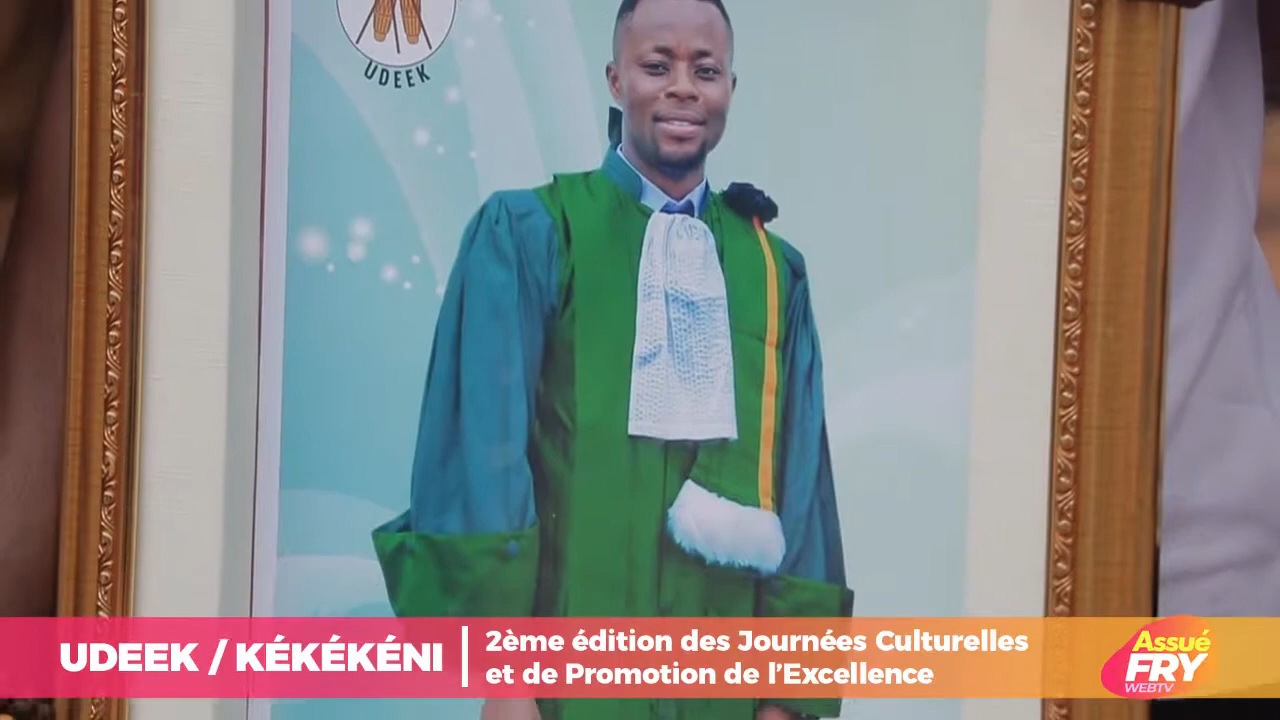 UDEEK
UDEEK / KÉKÉKÉNI
2ème édition des Journées Culturelles
et de Promotion de l'Excellence
Assué
FRY
WEBTV